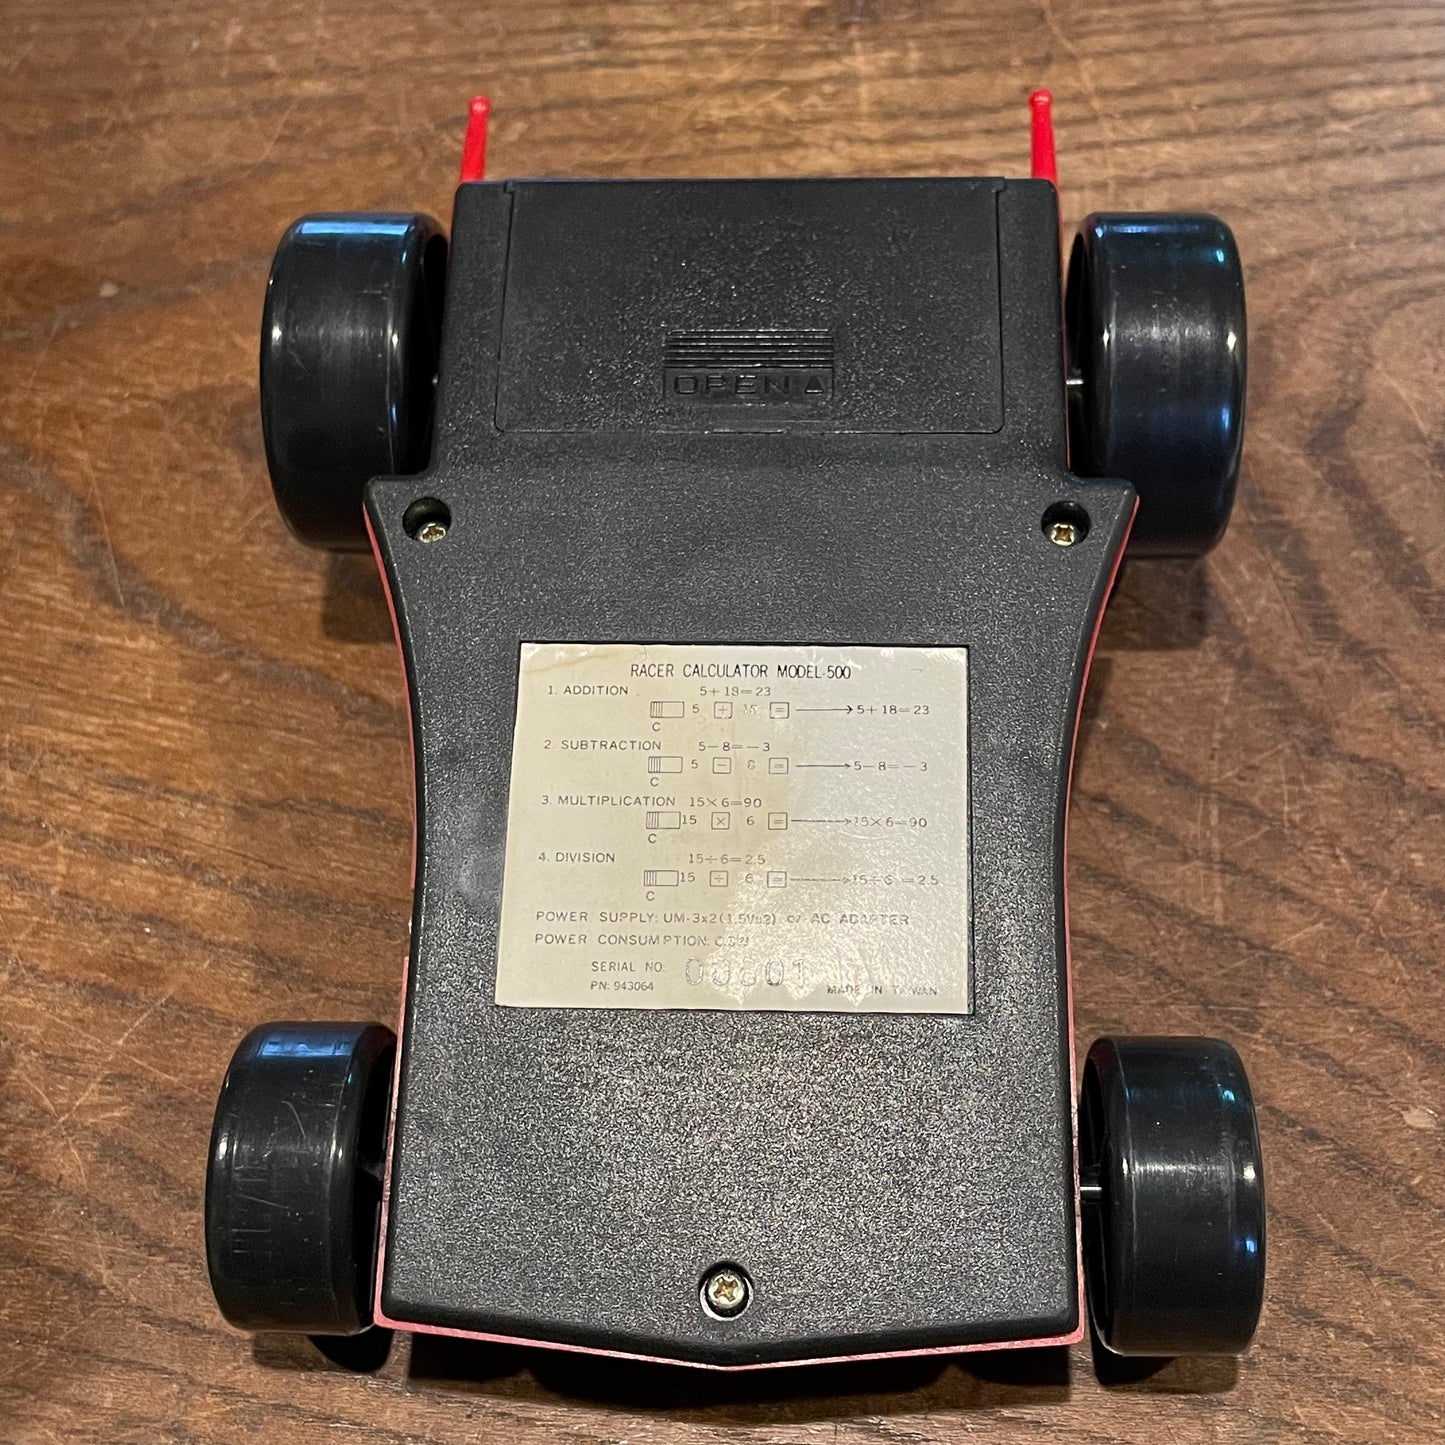 OPEN
RACER CALCULATOR MODEL-500
1. ADDITION 5+18=23
5 + 18 = 5+18=23
C
2. SUBTRACTION 5-8=-3
5 - 8 = 5-8=-3
C
3. MULTIPLICATION 15×6=90
15 × 6 = 15×6=90
C
4. DIVISION 15÷6=2.5
15 ÷ 6 = 15÷6=2.5
C
POWER SUPPLY: UM-3x2(1.5Vx2) or AC ADAPTER
POWER CONSUMPTION:
SERIAL NO:
PN: 943064 MADE IN TAIWAN